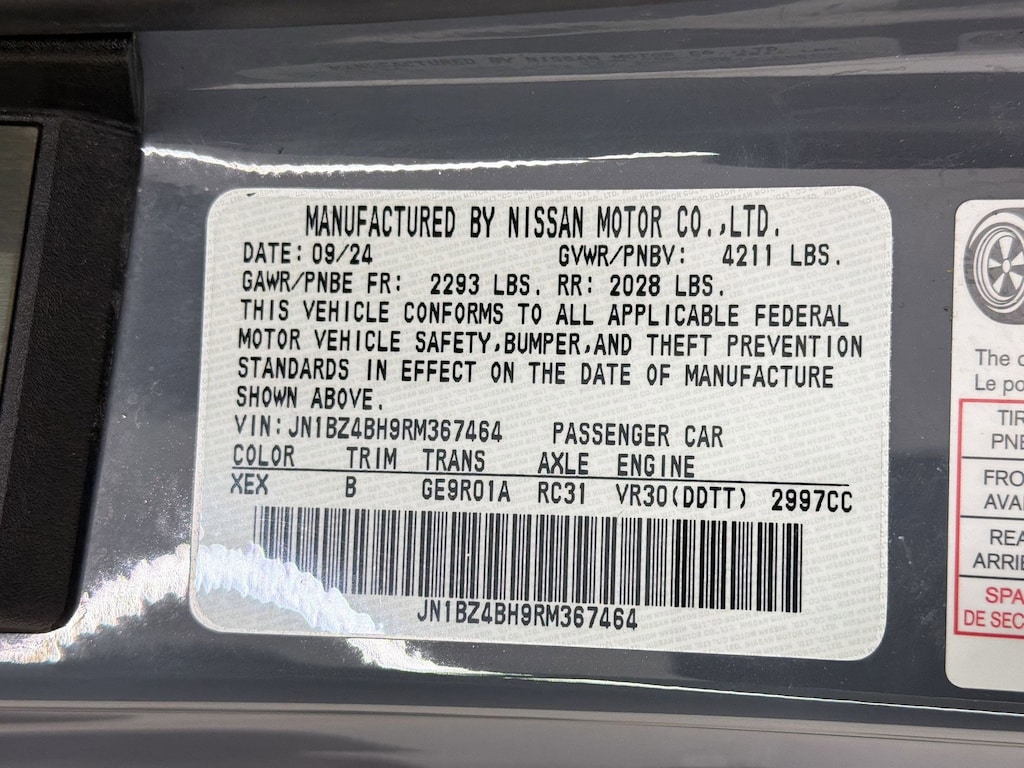 MANUFACTURED BY NISSAN MOTOR CO.,LTD.
DATE: 09/24 GVWR/PNBV: 4211 LBS.
GAWR/PNBE FR: 2293 LBS. RR: 2028 LBS.
THIS VEHICLE CONFORMS TO ALL APPLICABLE FEDERAL
MOTOR VEHICLE SAFETY,BUMPER,AND THEFT PREVENTION
STANDARDS IN EFFECT ON THE DATE OF MANUFACTURE
SHOWN ABOVE.
VIN: JN1BZ4BH9RM367464 PASSENGER CAR
COLOR TRIM TRANS AXLE ENGINE
XEX B GE9R01A RC31 VR30(DDTT) 2997CC
JN1BZ4BH9RM367464
The
Le po
TIR
PNE
FRO
AVA
REA
ARRIE
SPA
DE SEC